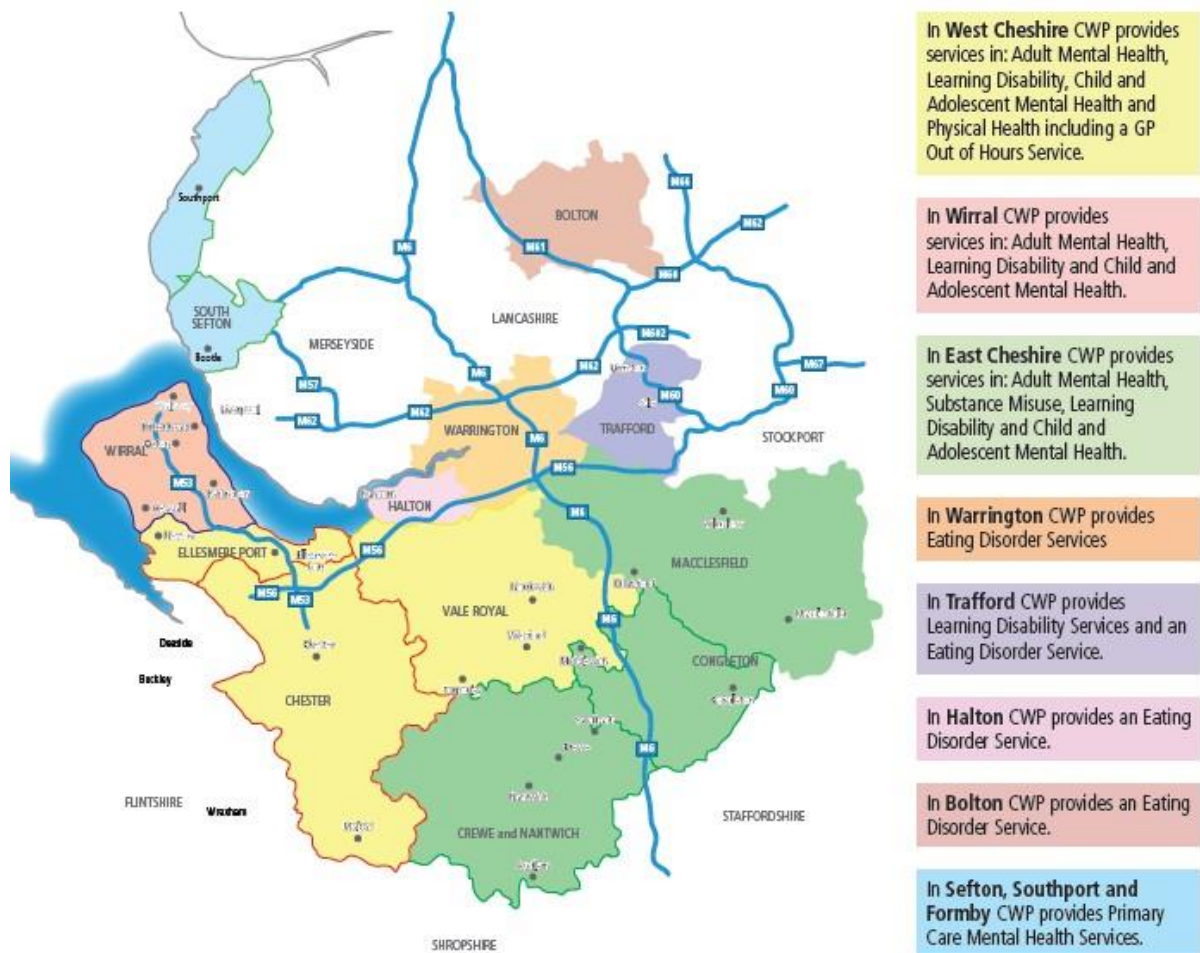 In West Cheshire CWP provides
services in: Adult Mental Health,
Learning Disability, Child and
Adolescent Mental Health and
Physical Health including a GP
Out of Hours Service.
In Wirral CWP provides
services in: Adult Mental Health,
Learning Disability and Child and
Adolescent Mental Health.
In East Cheshire CWP provides
services in: Adult Mental Health,
Substance Misuse, Learning
Disability and Child and
Adolescent Mental Health.
In Warrington CWP provides
Eating Disorder Services
In Trafford CWP provides
Learning Disability Services and an
Eating Disorder Service.
In Halton CWP provides an Eating
Disorder Service.
In Bolton CWP provides an Eating
Disorder Service.
In Sefton, Southport and
Formby CWP provides Primary
Care Mental Health Services.
Southport
M66
BOLTON
M62
M6
M61
M60
SOUTH
SEFTON
LANCASHIRE
MERSEYSIDE
M602
Bootle
M6
M62
M67
M57
M60
M60
Liverpool
M62
M62
WARRINGTON
TRAFFORD
M6
STOCKPORT
WIRRAL
M56
M53
HALTON
M6
ELLESMERE PORT
M56
MACCLESFIELD
M56
M53
VALE ROYAL
M6
Deeside
Chester
Buckley
CONGLETON
CHESTER
M6
FLINTSHIRE
Wrexham
STAFFORDSHIRE
CREWE and NANTWICH
SHROPSHIRE